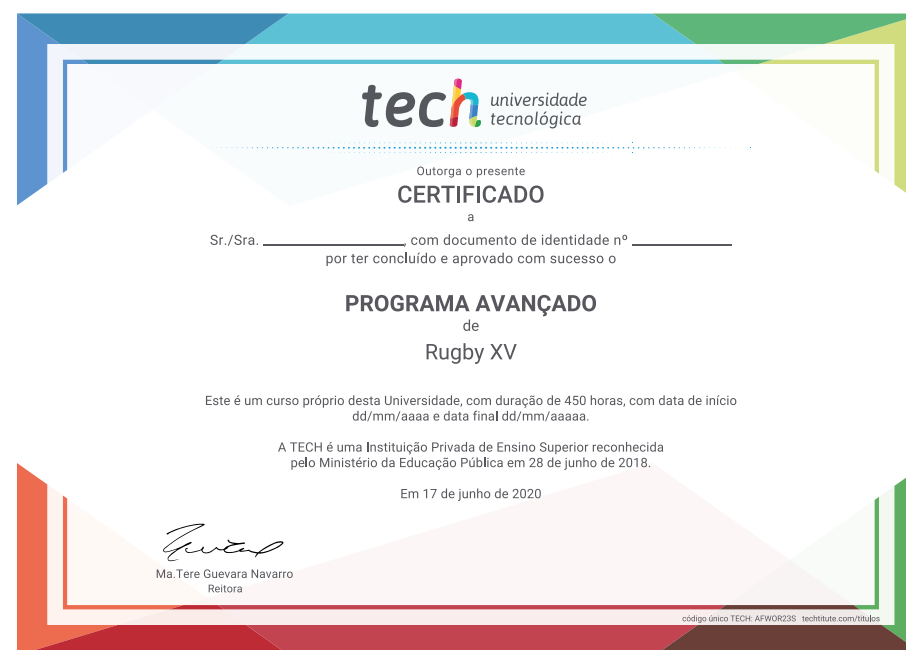 tech universidade
tecnológica
Outorga o presente
CERTIFICADO
a
Sr./Sra. ________________, com documento de identidade nº ___________
por ter concluído e aprovado com sucesso o
PROGRAMA AVANÇADO
de
Rugby XV
Este é um curso próprio desta Universidade, com duração de 450 horas, com data de início
dd/mm/aaaa e data final dd/mm/aaaaa.
A TECH é uma Instituição Privada de Ensino Superior reconhecida
pelo Ministério da Educação Pública em 28 de junho de 2018.
Em 17 de junho de 2020
Ma.Tere Guevara Navarro
Reitora
código único TECH: AFWOR23S techtitute.com/titulos